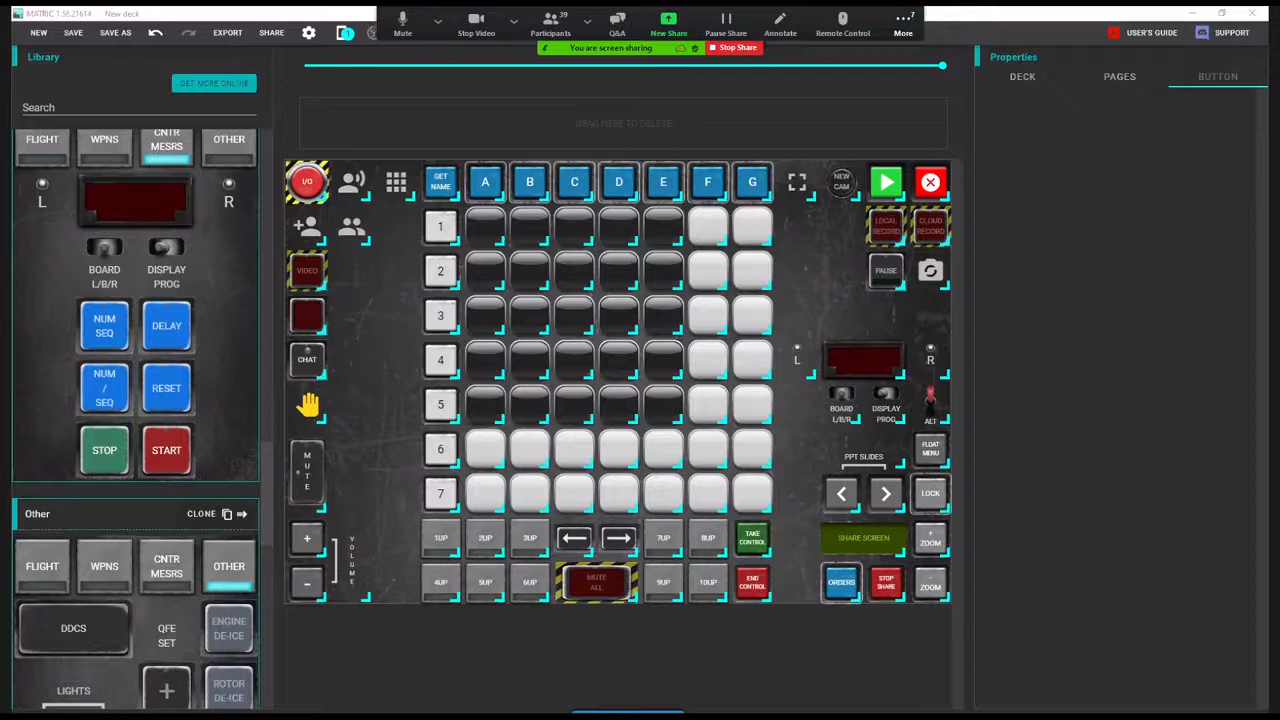 MATRIC 1.56.21614 New deck
NEW SAVE SAVE AS EXPORT SHARE 1
39 7
Mute Stop Video Participants Q&A New Share Pause Share Annotate Remote Control More
You are screen sharing Stop Share
USER'S GUIDE SUPPORT
Library
GET MORE ONLINE
Search
FLIGHT WPNS CNTR MESRS OTHER
L R
BOARD L/B/R DISPLAY PROG
NUM SEQ DELAY
NUM / SEQ RESET
STOP START
Other CLONE
FLIGHT WPNS CNTR MESRS OTHER
DDCS QFE SET ENGINE DE-ICE
LIGHTS + ROTOR DE-ICE
DRAG HERE TO DELETE
I/O GET NAME A B C D E F G NEW CAM
1 LOCAL RECORD CLOUD RECORD
VIDEO 2 PAUSE
3
CHAT 4 L R
5 BOARD L/B/R DISPLAY PROG ALT
MUTE 6 PPT SLIDES FLOAT MENU
7 LOCK
+ VOLUME 1UP 2UP 3UP 7UP 8UP TAKE CONTROL SHARE SCREEN + ZOOM
- 4UP 5UP 6UP MUTE ALL 9UP 10UP END CONTROL ORDERS STOP SHARE - ZOOM
Properties
DECK PAGES BUTTON